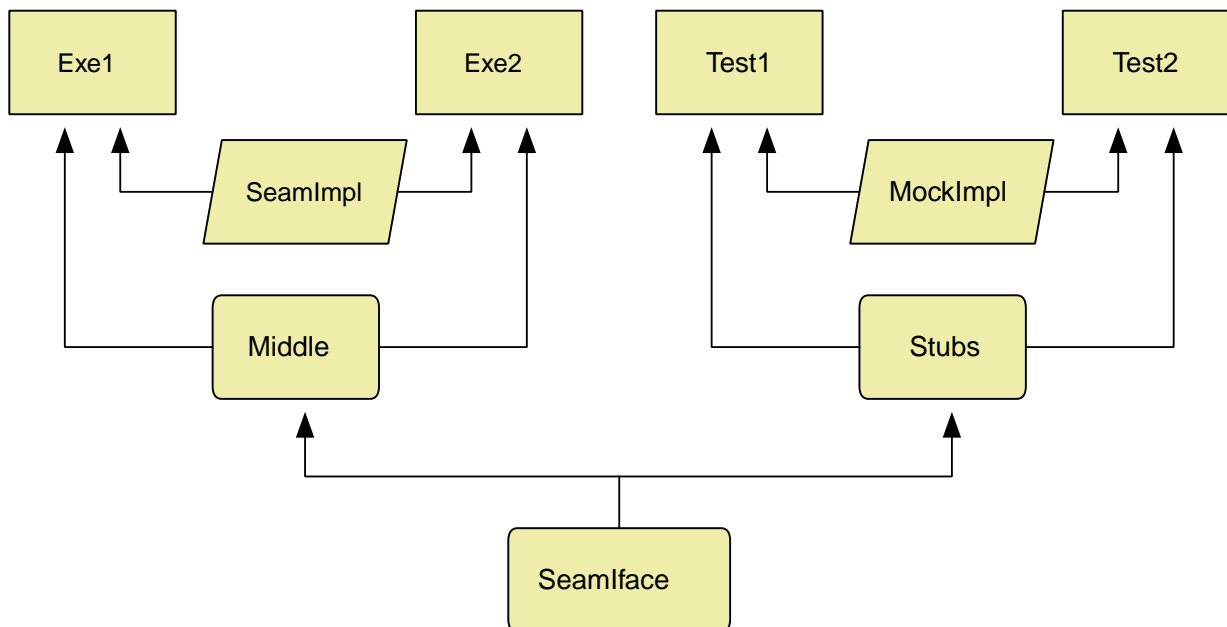 Exe1
Exe2
Test1
Test2
SeamImpl
MockImpl
Middle
Stubs
SeamIface